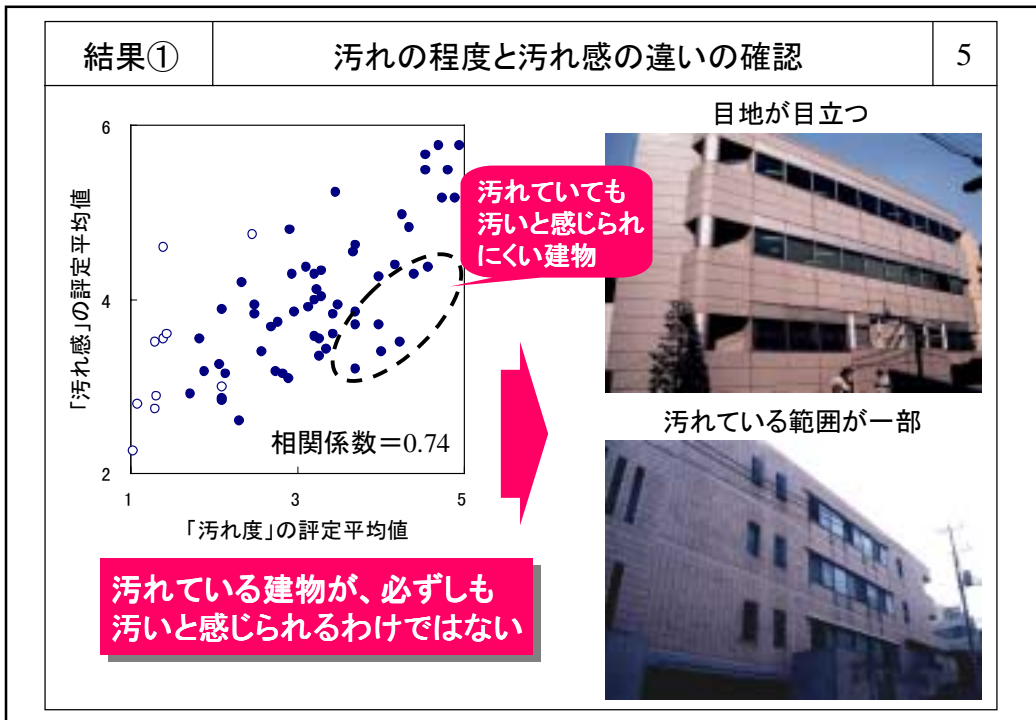 結果①
汚れの程度と汚れ感の違いの確認
5
目地が目立つ
6
4
2
「汚れ感」の評定平均値
汚れていても
汚いと感じられ
にくい建物
相関係数＝0.74
1
3
5
「汚れ度」の評定平均値
汚れている範囲が一部
汚れている建物が、必ずしも
汚いと感じられるわけではない